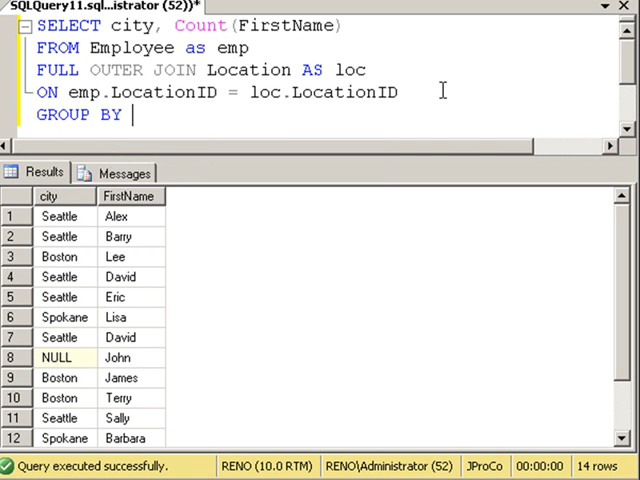 SQLQuery11.sql...istrator (52))*
SELECT city, Count(FirstName)
FROM Employee as emp
FULL OUTER JOIN Location AS loc
ON emp.LocationID = loc.LocationID
GROUP BY
Results Messages
city FirstName
1 Seattle Alex
2 Seattle Barry
3 Boston Lee
4 Seattle David
5 Seattle Eric
6 Spokane Lisa
7 Seattle David
8 NULL John
9 Boston James
10 Boston Terry
11 Seattle Sally
12 Spokane Barbara
Query executed successfully. RENO (10.0 RTM) RENO\Administrator (52) JProCo 00:00:00 14 rows